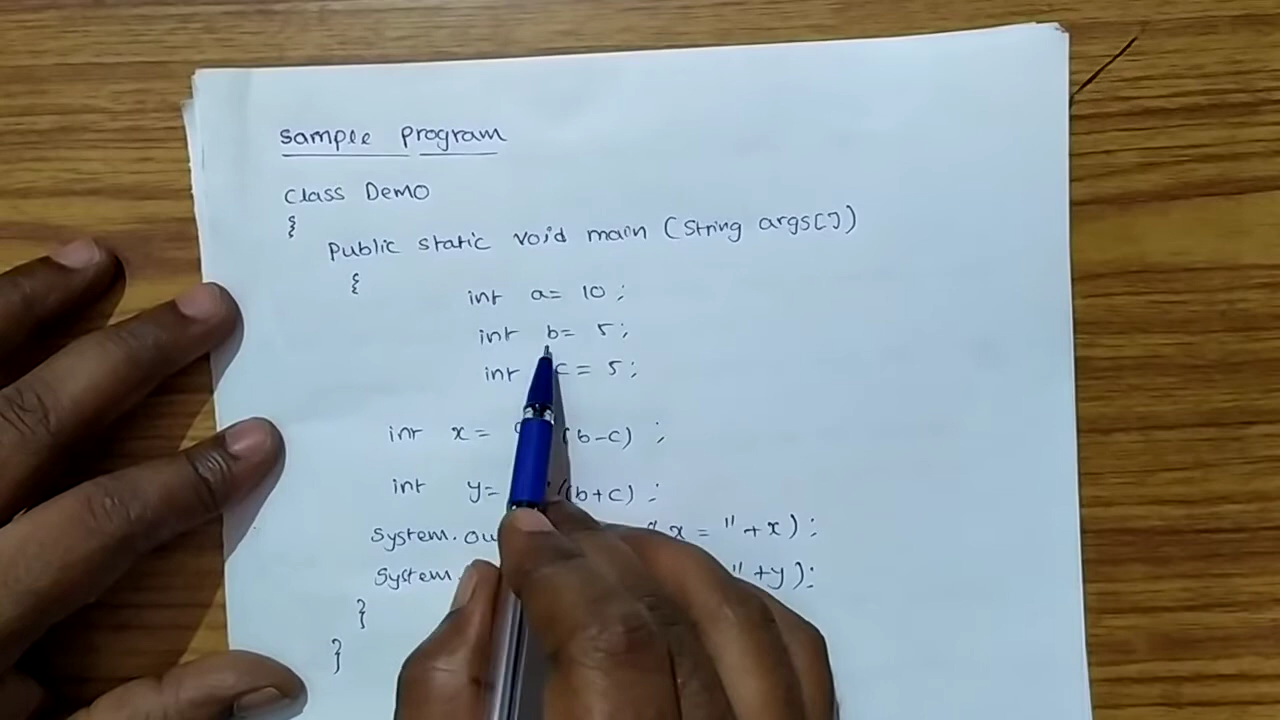 Sample program
class Demo
{
Public static void main (String args[])
{
int a= 10 ;
int b= 5 ;
int c = 5 ;
int x = (b-c) ;
int y= /(b+c) ;
System. x = " + x) ;
System. " + y) ;
}
}